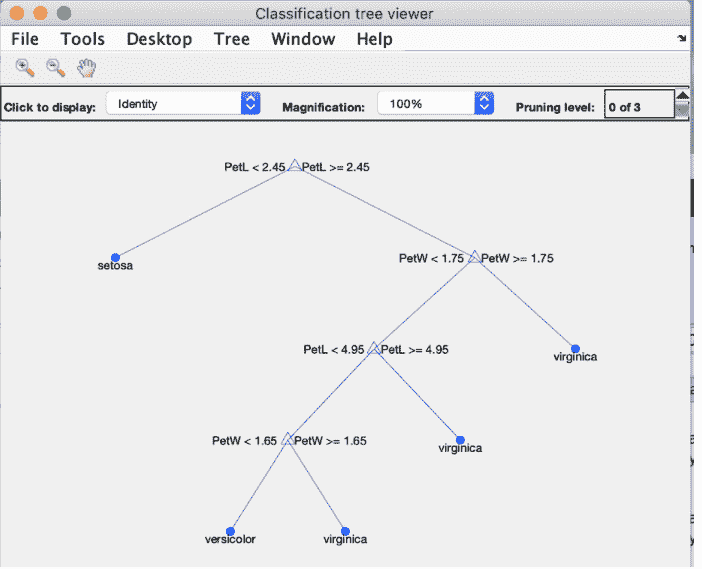 Classification tree viewer
File Tools Desktop Tree Window Help
Click to display: Identity Magnification: 100% Pruning level: 0 of 3
PetL < 2.45 PetL >= 2.45
setosa
PetW < 1.75 PetW >= 1.75
PetL < 4.95 PetL >= 4.95
virginica
PetW < 1.65 PetW >= 1.65
virginica
versicolor
virginica